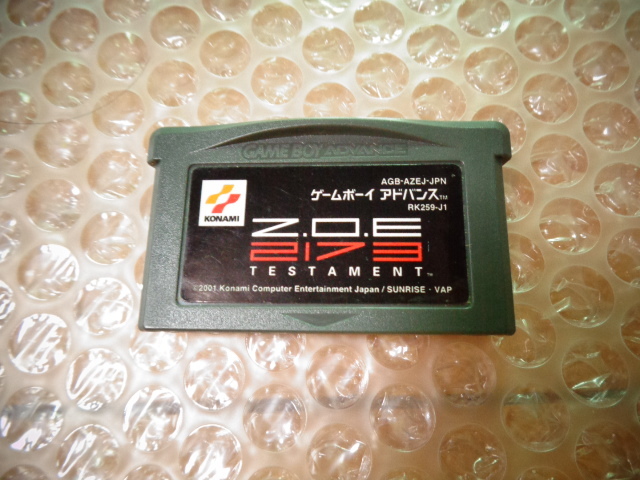 GAME BOY ADVANCE
AGB-AZEJ-JPN
ゲームボーイ アドバンス™
RK259-J1
KONAMI
Z.O.E
2173
TESTAMENT™
©2001 Konami Computer Entertainment Japan / SUNRISE・VAP